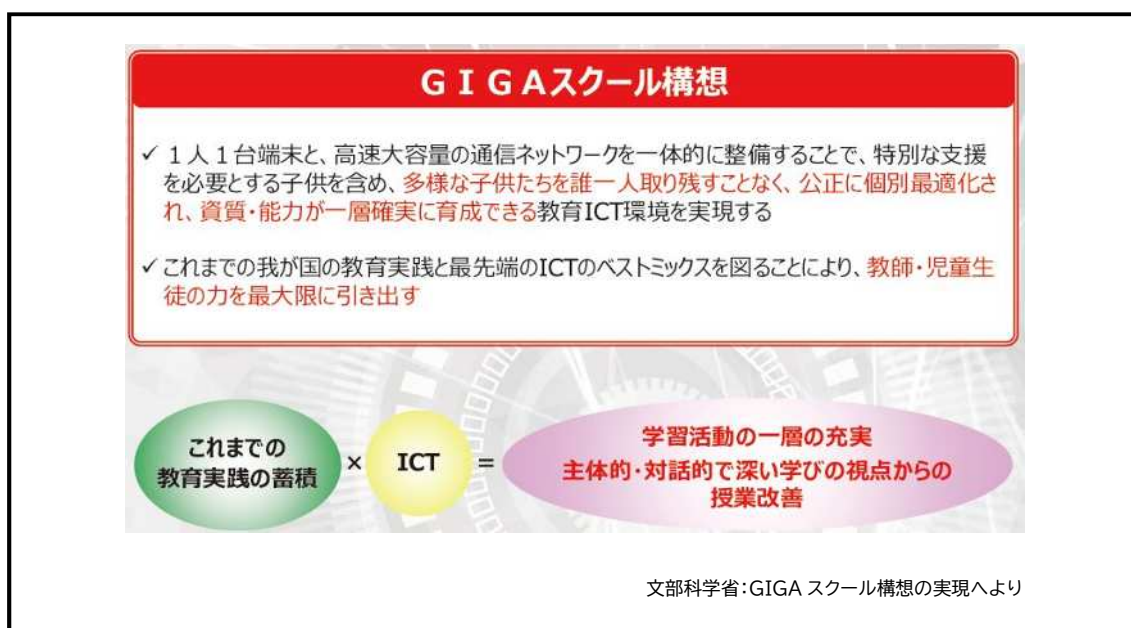 GIGAスクール構想
✓ 1人1台端末と、高速大容量の通信ネットワークを一体的に整備することで、特別な支援
を必要とする子供を含め、多様な子供たちを誰一人取り残すことなく、公正に個別最適化さ
れ、資質・能力が一層確実に育成できる教育ICT環境を実現する
✓ これまでの我が国の教育実践と最先端のICTのベストミックスを図ることにより、教師・児童生
徒の力を最大限に引き出す
これまでの
教育実践の蓄積
×
ICT
=
学習活動の一層の充実
主体的・対話的で深い学びの視点からの
授業改善
文部科学省:GIGA スクール構想の実現へより